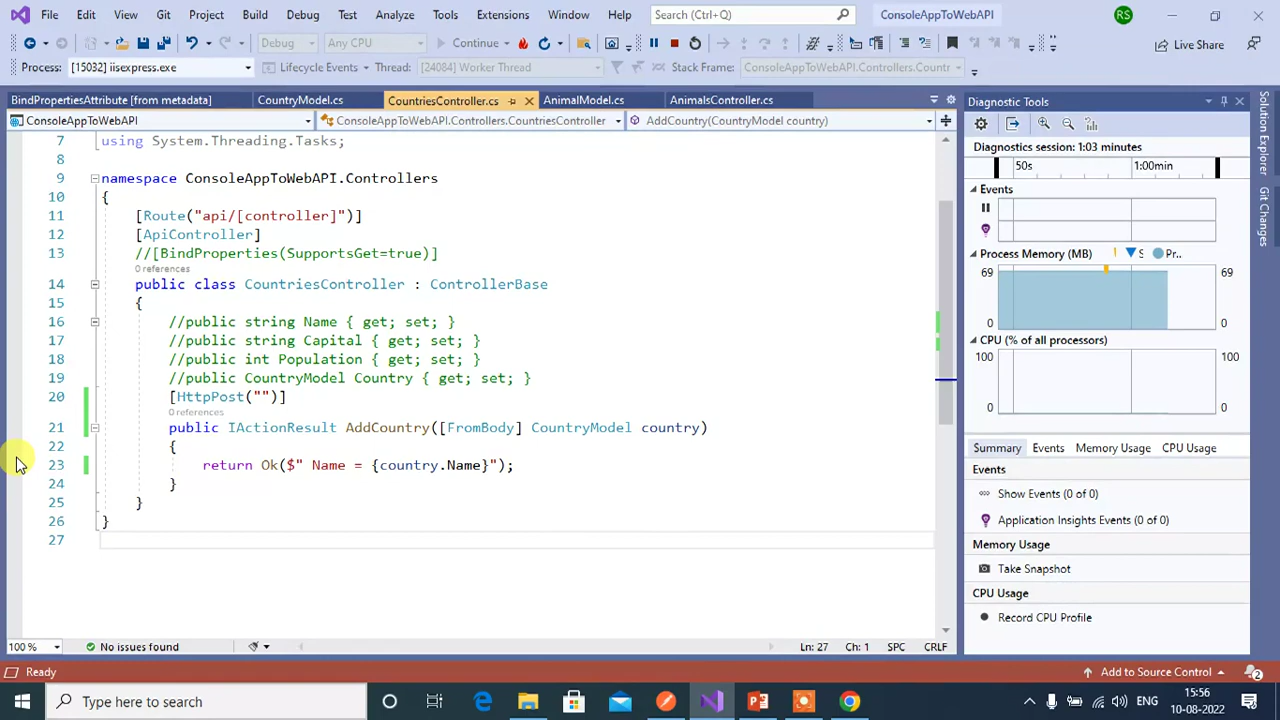 File Edit View Git Project Build Debug Test Analyze Tools Extensions Window Help Search (Ctrl+Q) ConsoleAppToWebAPI RS
Debug Any CPU Continue Live Share
Process: [15032] iisexpress.exe Lifecycle Events Thread: [24084] Worker Thread Stack Frame: ConsoleAppToWebAPI.Controllers.Countr
BindPropertiesAttribute [from metadata] CountryModel.cs CountriesController.cs AnimalModel.cs AnimalsController.cs
ConsoleAppToWebAPI ConsoleAppToWebAPI.Controllers.CountriesController AddCountry(CountryModel country)
7 using System.Threading.Tasks;
8
9 namespace ConsoleAppToWebAPI.Controllers
10 {
11 [Route("api/[controller]")]
12 [ApiController]
13 //[BindProperties(SupportsGet=true)]
0 references
14 public class CountriesController : ControllerBase
15 {
16 //public string Name { get; set; }
17 //public string Capital { get; set; }
18 //public int Population { get; set; }
19 //public CountryModel Country { get; set; }
20 [HttpPost("")]
0 references
21 public IActionResult AddCountry([FromBody] CountryModel country)
22 {
23 return Ok($" Name = {country.Name}");
24 }
25 }
26 }
27
100 % No issues found Ln: 27 Ch: 1 SPC CRLF
Diagnostic Tools
Diagnostics session: 1:03 minutes
50s 1:00min
Events
Process Memory (MB) S Pr..
69 69
0 0
CPU (% of all processors)
100 100
0 0
Summary Events Memory Usage CPU Usage
Events
Show Events (0 of 0)
Application Insights Events (0 of 0)
Memory Usage
Take Snapshot
CPU Usage
Record CPU Profile
Solution Explorer
Git Changes
Ready Add to Source Control 2
Type here to search ENG 15:56
10-08-2022